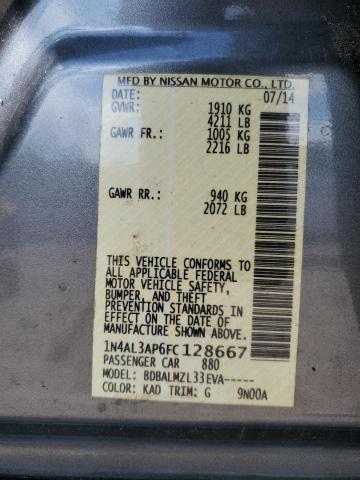 MFD BY NISSAN MOTOR CO., LTD.
DATE: 07/14
GVWR: 1910 KG
4211 LB
GAWR FR.: 1005 KG
2216 LB
GAWR RR.: 940 KG
2072 LB
THIS VEHICLE CONFORMS TO
ALL APPLICABLE FEDERAL
MOTOR VEHICLE SAFETY,
BUMPER, AND THEFT
PREVENTION STANDARDS IN
EFFECT ON THE DATE OF
MANUFACTURE SHOWN ABOVE.
1N4AL3AP6FC128667
PASSENGER CAR 880
MODEL: BDBALMZL33EVA-----
COLOR: KAD TRIM: G 9N00A